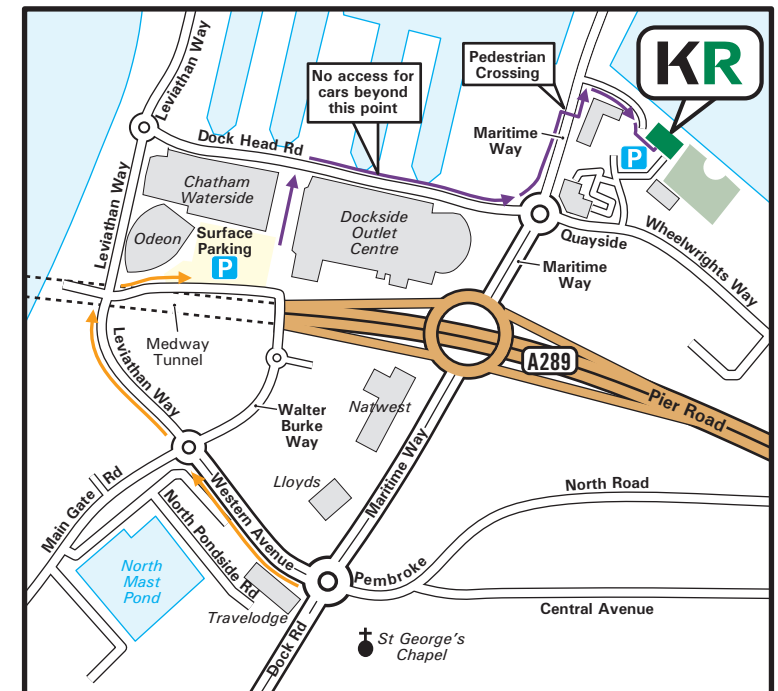 KR
Leviathan Way
Pedestrian
Crossing
No access for
cars beyond
this point
Dock Head Rd
Maritime
Way
P
Chatham
Waterside
Leviathan Way
Odeon
Surface
Parking
P
Dockside
Outlet
Centre
Quayside
Wheelwrights Way
Maritime
Way
Medway
Tunnel
Leviathan Way
A289
Pier Road
Natwest
Walter
Burke
Way
Maritime Way
Lloyds
Main Gate Rd
Western Avenue
North Pondside Rd
North Road
North
Mast
Pond
Pembroke
Travelodge
Central Avenue
Dock Rd
St George's
Chapel